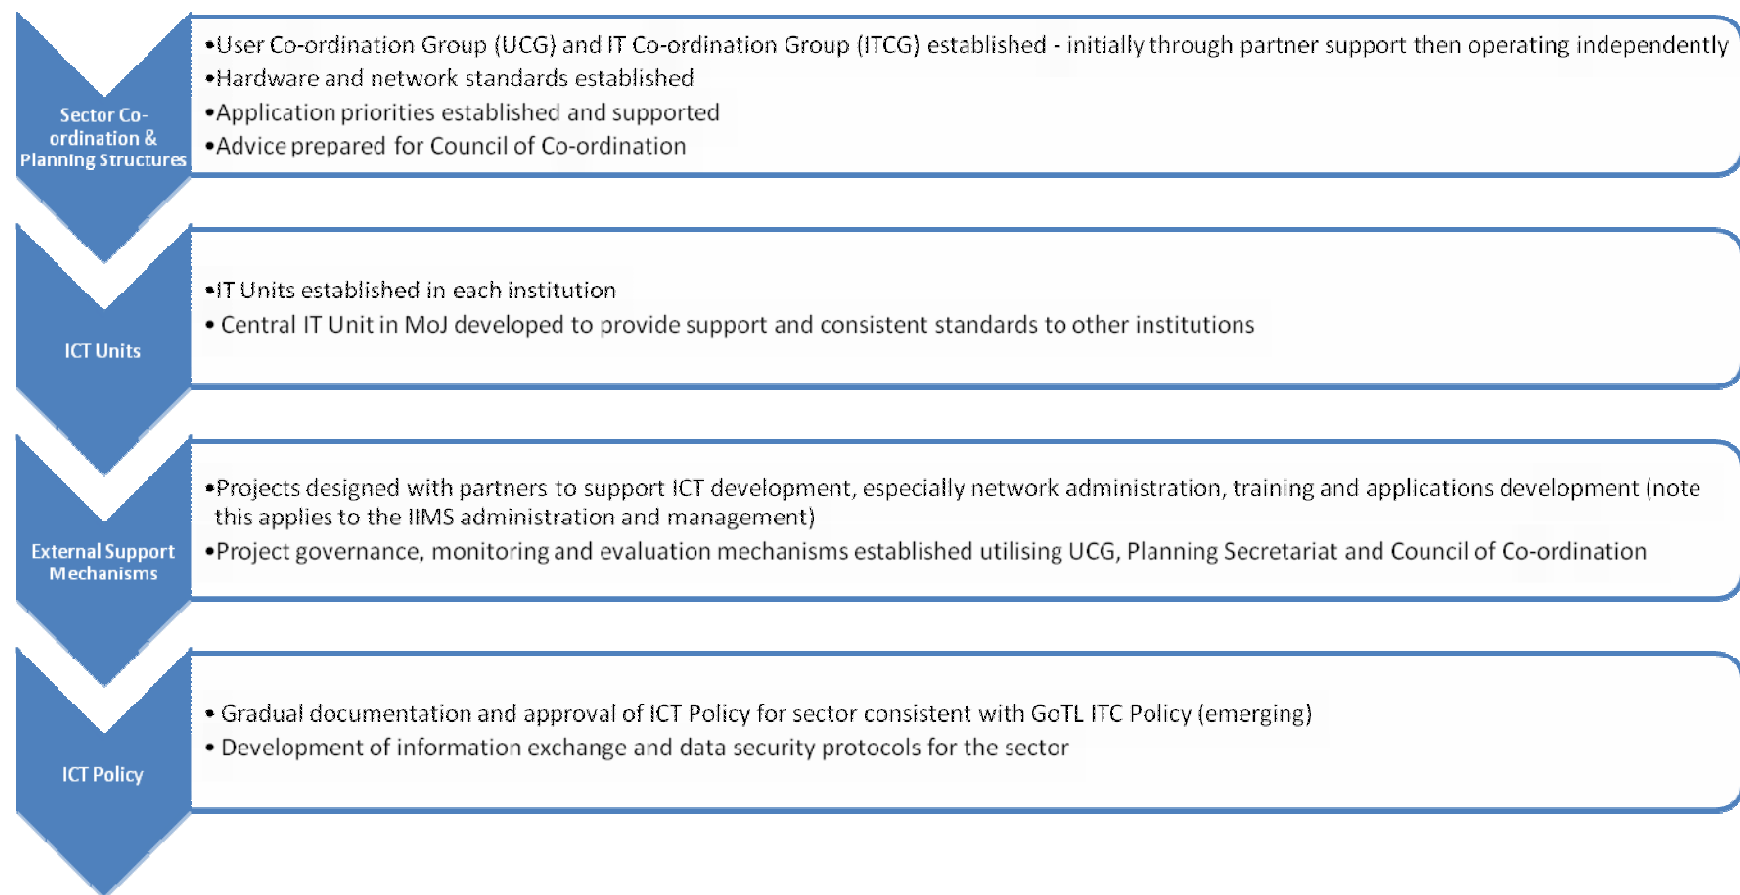 Sector Co-
ordination &
Planning Structures
•User Co-ordination Group (UCG) and IT Co-ordination Group (ITCG) established - initially through partner support then operating independently
•Hardware and network standards established
•Application priorities established and supported
•Advice prepared for Council of Co-ordination
ICT Units
•IT Units established in each institution
• Central IT Unit in MoJ developed to provide support and consistent standards to other institutions
External Support
Mechanisms
•Projects designed with partners to support ICT development, especially network administration, training and applications development (note
this applies to the IIMS administration and management)
•Project governance, monitoring and evaluation mechanisms established utilising UCG, Planning Secretariat and Council of Co-ordination
ICT Policy
• Gradual documentation and approval of ICT Policy for sector consistent with GoTL ITC Policy (emerging)
• Development of information exchange and data security protocols for the sector